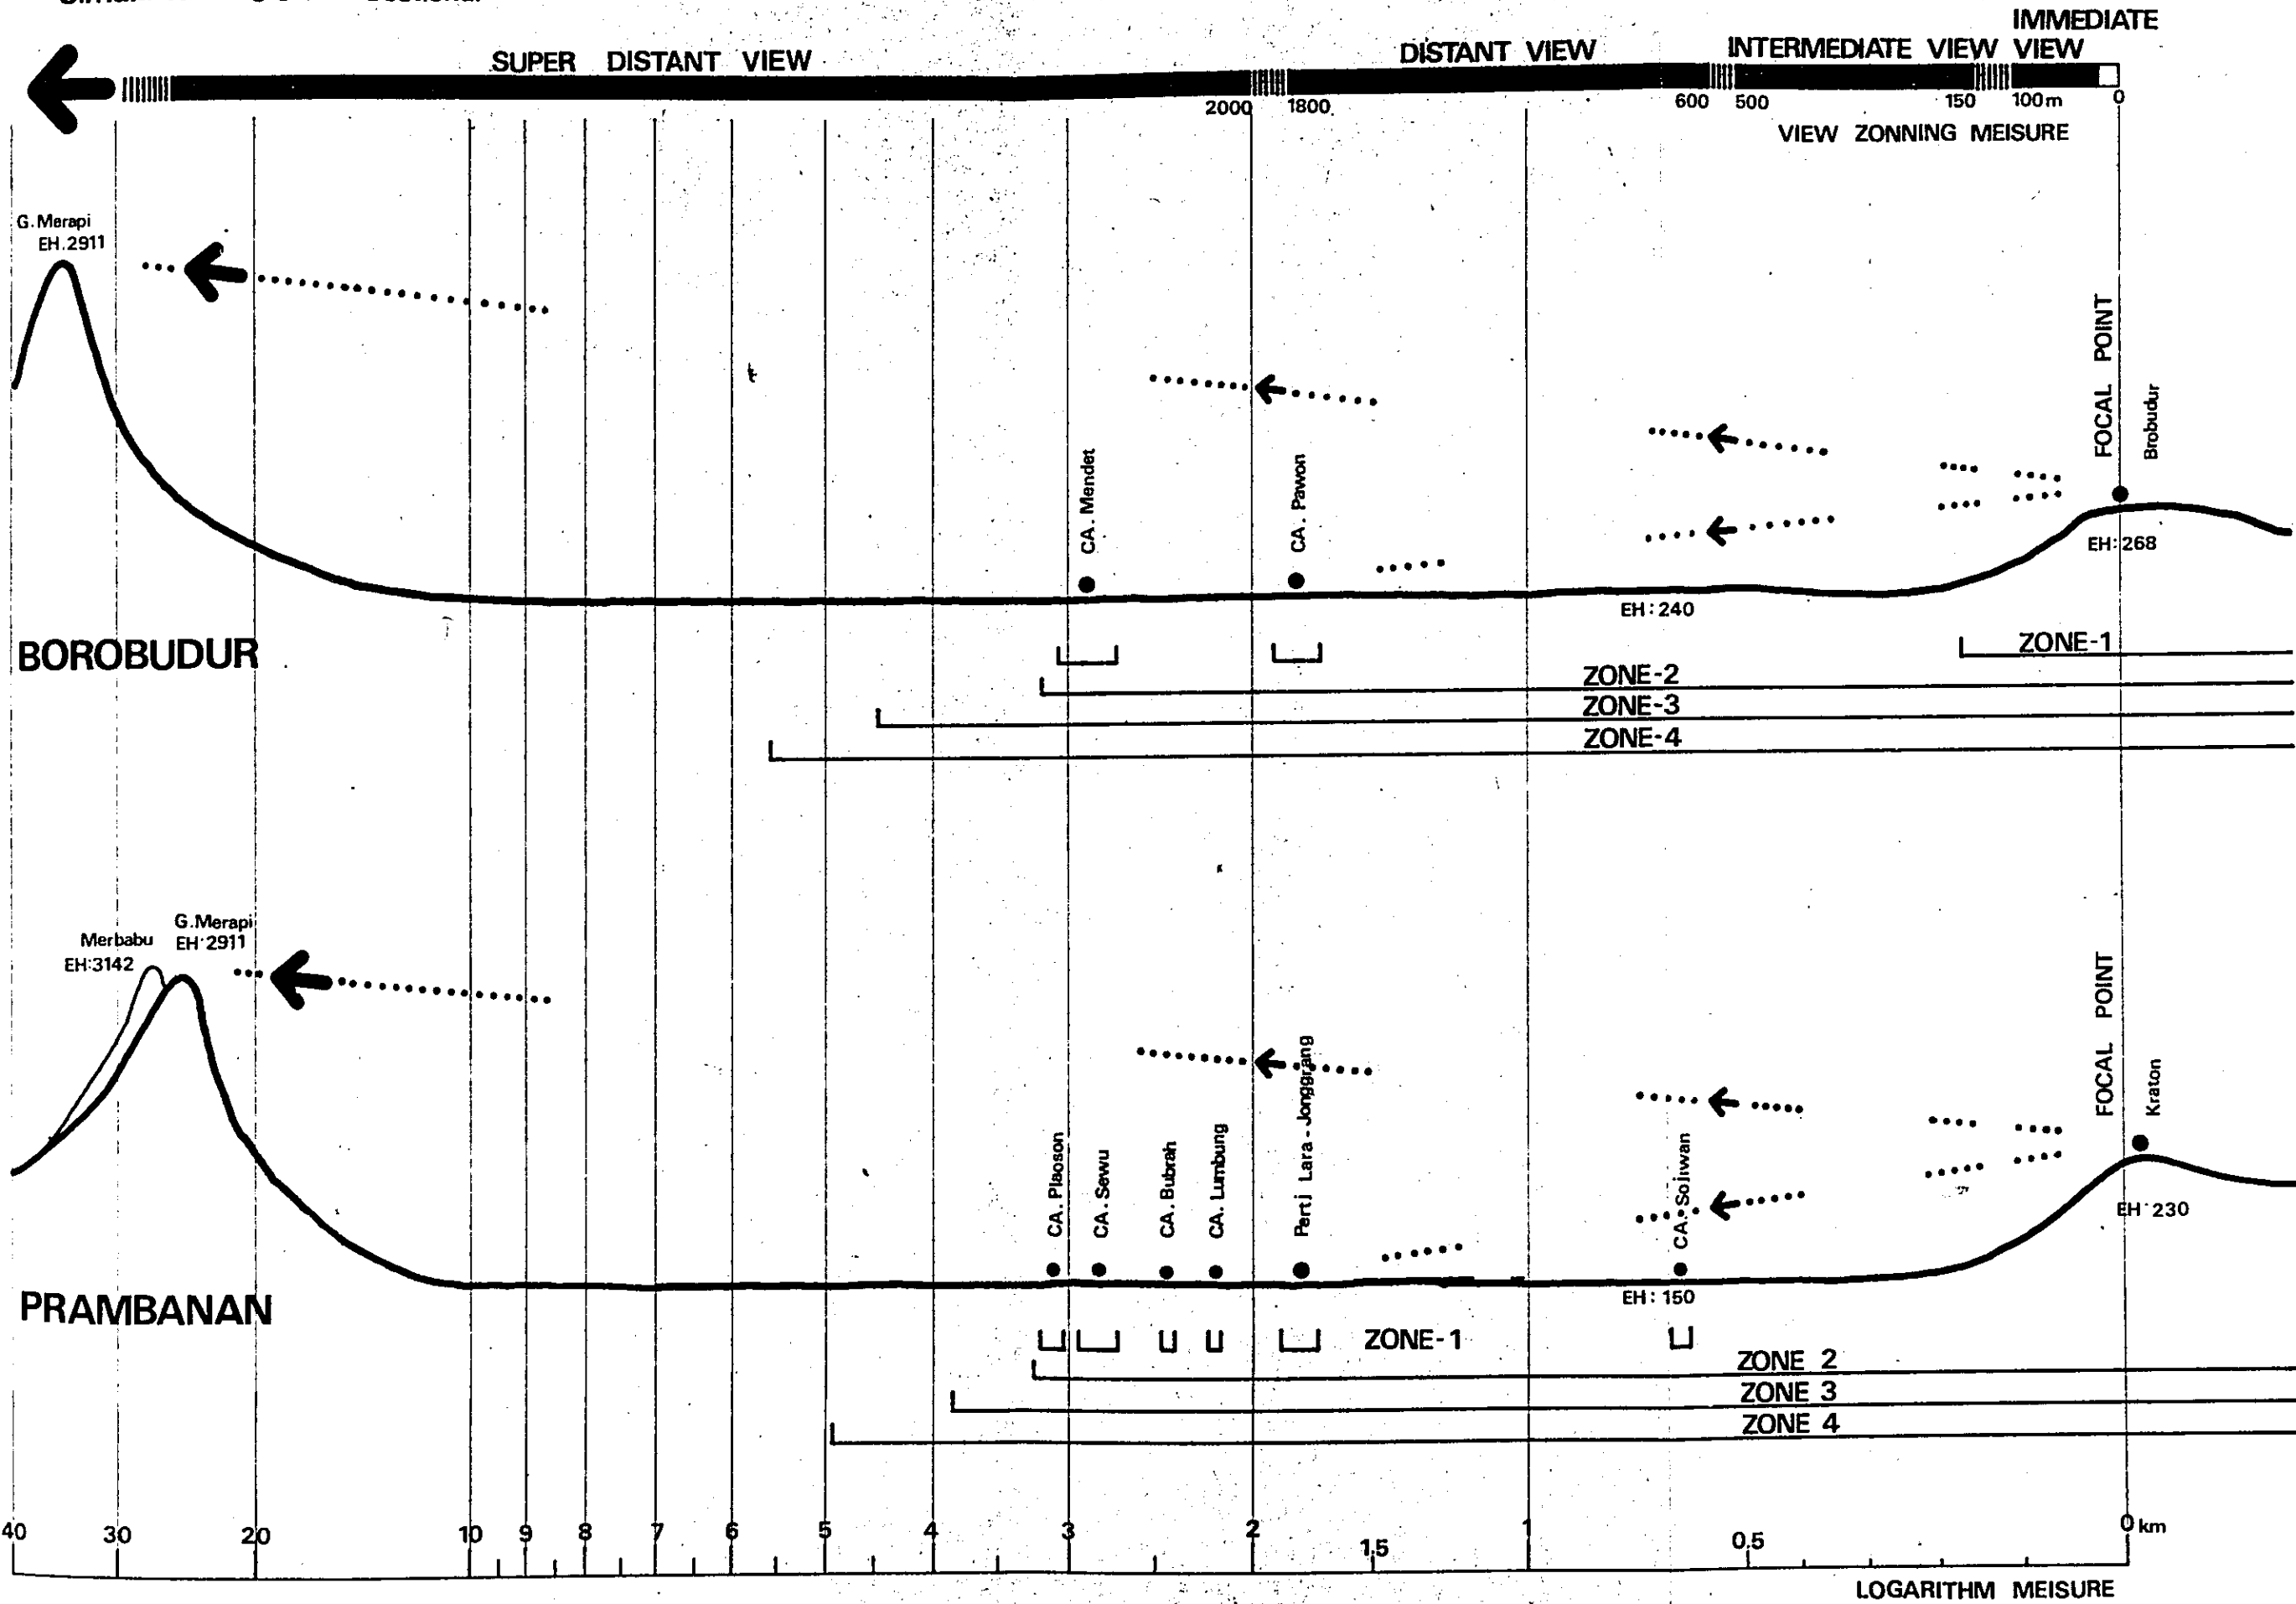 SUPER DISTANT VIEW
DISTANT VIEW
INTERMEDIATE VIEW
IMMEDIATE
VIEW
2000
1800
600
500
150
100m
0
VIEW ZONNING MEISURE
G.Merapi
EH.2911
CA. Mendet
CA. Pawon
FOCAL POINT
Brobudur
EH:268
EH:240
BOROBUDUR
ZONE-1
ZONE-2
ZONE-3
ZONE-4
Merbabu
EH:3142
G.Merapi
EH:2911
CA. Plaoson
CA. Sewu
CA. Bubrah
CA. Lumbung
Perti Lara-Jonggrang
CA. Sojiwan
FOCAL POINT
Kraton
EH:230
EH:150
PRAMBANAN
ZONE-1
ZONE 2
ZONE 3
ZONE 4
40
30
20
10
9
8
7
6
5
4
3
2
1.5
1
0.5
0 km
LOGARITHM MEISURE